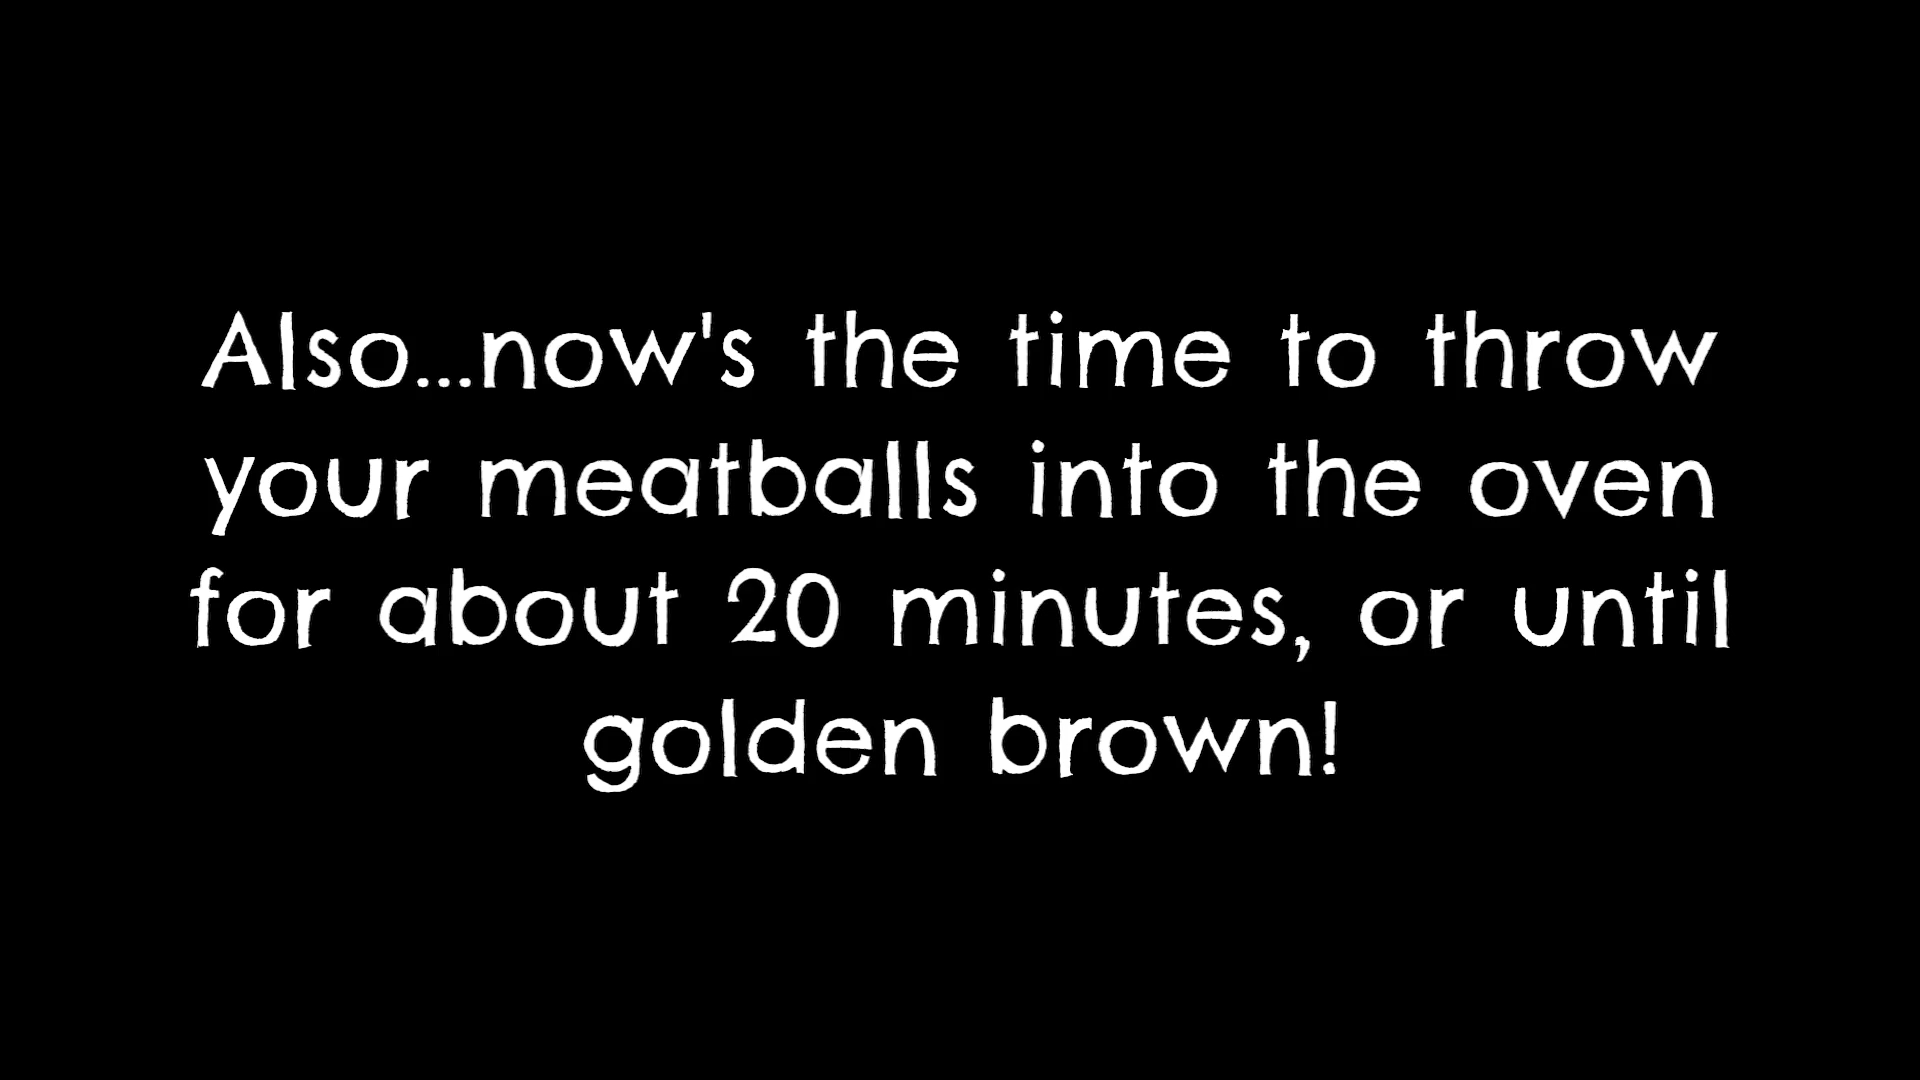 Also...now's the time to throw
your meatballs into the oven
for about 20 minutes, or until
golden brown!